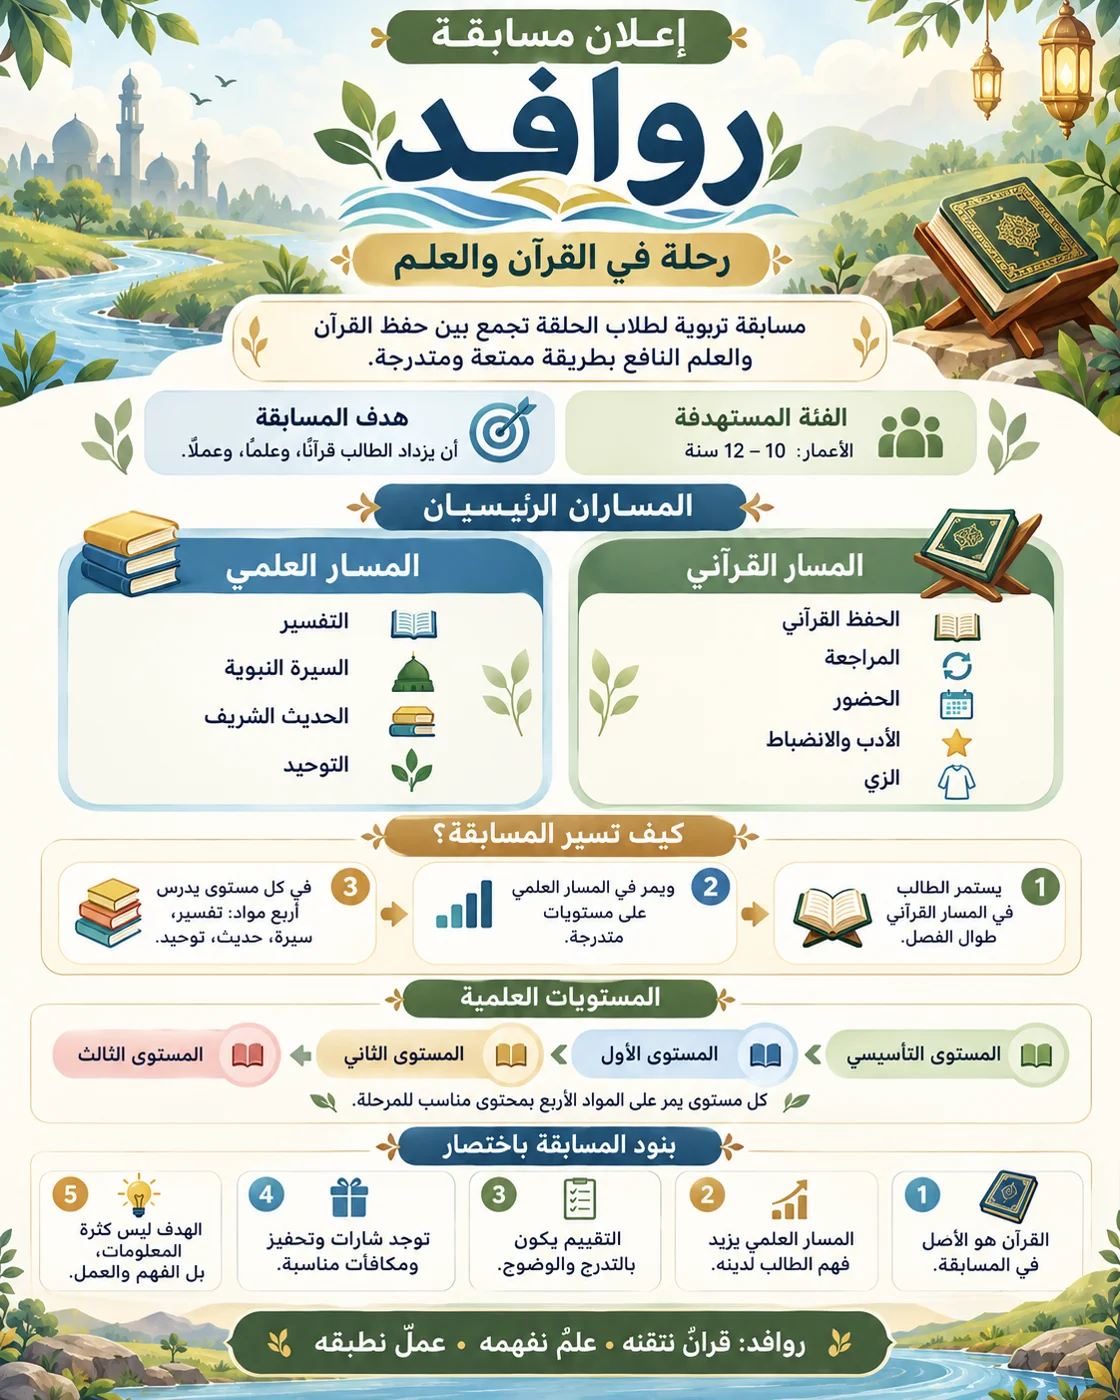 إعلان مسابقة
روافد
رحلة في القرآن والعلم
مسابقة تربوية لطلاب الحلقة تجمع بين حفظ القرآن
والعلم النافع بطريقة ممتعة ومتدرجة.
الفئة المستهدفة
الأعمار: 10 – 12 سنة
هدف المسابقة
أن يزداد الطالب قرآنًا، وعلمًا، وعملًا.
المساران الرئيسيان
المسار القرآني
الحفظ القرآني
المراجعة
الحضور
الأدب والانضباط
الزي
المسار العلمي
التفسير
السيرة النبوية
الحديث الشريف
التوحيد
كيف تسير المسابقة؟
1
يستمر الطالب
في المسار القرآني
طوال الفصل.
2
ويمر في المسار العلمي
على مستويات
متدرجة.
3
في كل مستوى يدرس
أربع مواد: تفسير،
سيرة، حديث، توحيد.
المستويات العلمية
المستوى التأسيسي
المستوى الأول
المستوى الثاني
المستوى الثالث
كل مستوى يمر على المواد الأربع بمحتوى مناسب للمرحلة.
بنود المسابقة باختصار
1
القرآن هو الأصل
في المسابقة.
2
المسار العلمي يزيد
فهم الطالب لدينه.
3
التقييم يكون
بالتدرج والوضوح.
4
توجد شارات وتحفيز
ومكافآت مناسبة.
5
الهدف ليس كثرة
المعلومات،
بل الفهم والعمل.
روافد: قرانٌ نتقنه • علمٌ نفهمه • عملٌ نطبقه